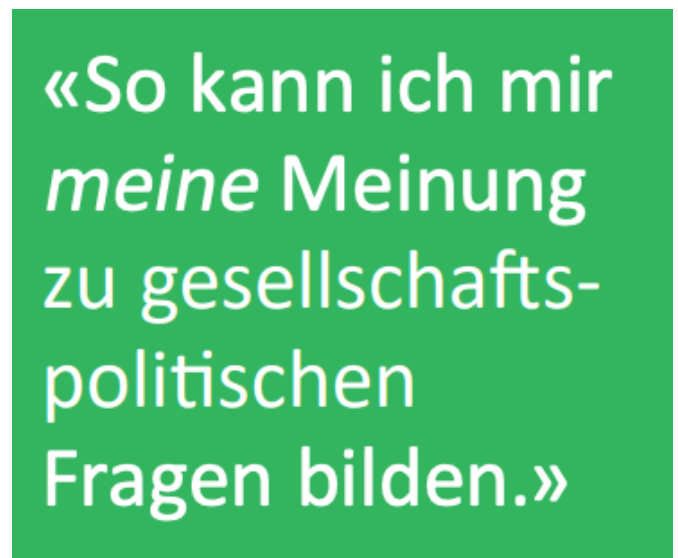 «So kann ich mir
meine Meinung
zu gesellschafts-
politischen
Fragen bilden.»